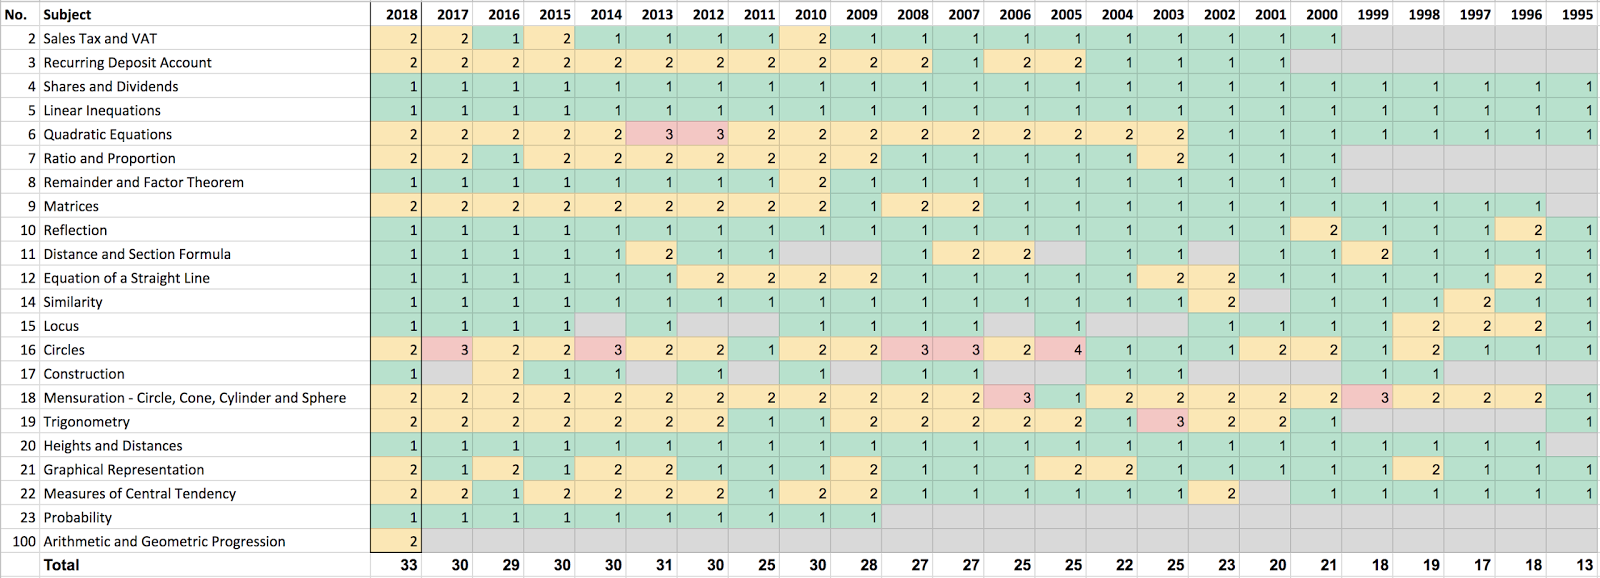 No. Subject 2018 2017 2016 2015 2014 2013 2012 2011 2010 2009 2008 2007 2006 2005 2004 2003 2002 2001 2000 1999 1998 1997 1996 1995
2 Sales Tax and VAT 2 2 1 2 1 1 1 1 2 1 1 1 1 1 1 1 1 1 1
3 Recurring Deposit Account 2 2 2 2 2 2 2 2 2 2 2 1 2 2 1 1 1 1
4 Shares and Dividends 1 1 1 1 1 1 1 1 1 1 1 1 1 1 1 1 1 1 1 1 1 1 1 1
5 Linear Inequations 1 1 1 1 1 1 1 1 1 1 1 1 1 1 1 1 1 1 1 1 1 1 1 1
6 Quadratic Equations 2 2 2 2 2 3 3 2 2 2 2 2 2 2 2 2 1 1 1 1 1 1 1 1
7 Ratio and Proportion 2 2 1 2 2 2 2 2 2 2 1 1 1 1 1 2 1 1 1
8 Remainder and Factor Theorem 1 1 1 1 1 1 1 1 2 1 1 1 1 1 1 1 1 1 1
9 Matrices 2 2 2 2 2 2 2 2 2 1 2 2 1 1 1 1 1 1 1 1 1 1 1
10 Reflection 1 1 1 1 1 1 1 1 1 1 1 1 1 1 1 1 1 1 2 1 1 1 2 1
11 Distance and Section Formula 1 1 1 1 1 2 1 1 1 2 2 1 1 1 1 2 1 1 1 1
12 Equation of a Straight Line 1 1 1 1 1 1 2 2 2 2 1 1 1 1 1 2 2 1 1 1 1 1 2 1
14 Similarity 1 1 1 1 1 1 1 1 1 1 1 1 1 1 1 1 2 1 1 1 2 1 1
15 Locus 1 1 1 1 1 1 1 1 1 1 1 1 1 1 2 2 2 1
16 Circles 2 3 2 2 3 2 2 1 2 2 3 3 2 4 1 1 1 2 2 1 2 1 1 1
17 Construction 1 2 1 1 1 1 1 1 1 1 1 1
18 Mensuration - Circle, Cone, Cylinder and Sphere 2 2 2 2 2 2 2 2 2 2 2 2 3 1 2 2 2 2 2 3 2 2 2 1
19 Trigonometry 2 2 2 2 2 2 2 1 1 2 2 2 2 2 1 3 2 2 1 1
20 Heights and Distances 1 1 1 1 1 1 1 1 1 1 1 1 1 1 1 1 1 1 1 1 1 1 1
21 Graphical Representation 2 1 2 1 2 2 1 1 1 2 1 1 1 2 2 1 1 1 1 1 2 1 1 1
22 Measures of Central Tendency 2 2 1 2 2 2 2 1 2 2 1 1 1 1 1 1 2 1 1 1 1 1 1
23 Probability 1 1 1 1 1 1 1 1 1 1
100 Arithmetic and Geometric Progression 2
Total 33 30 29 30 30 31 30 25 30 28 27 27 25 25 22 25 23 20 21 18 19 17 18 13